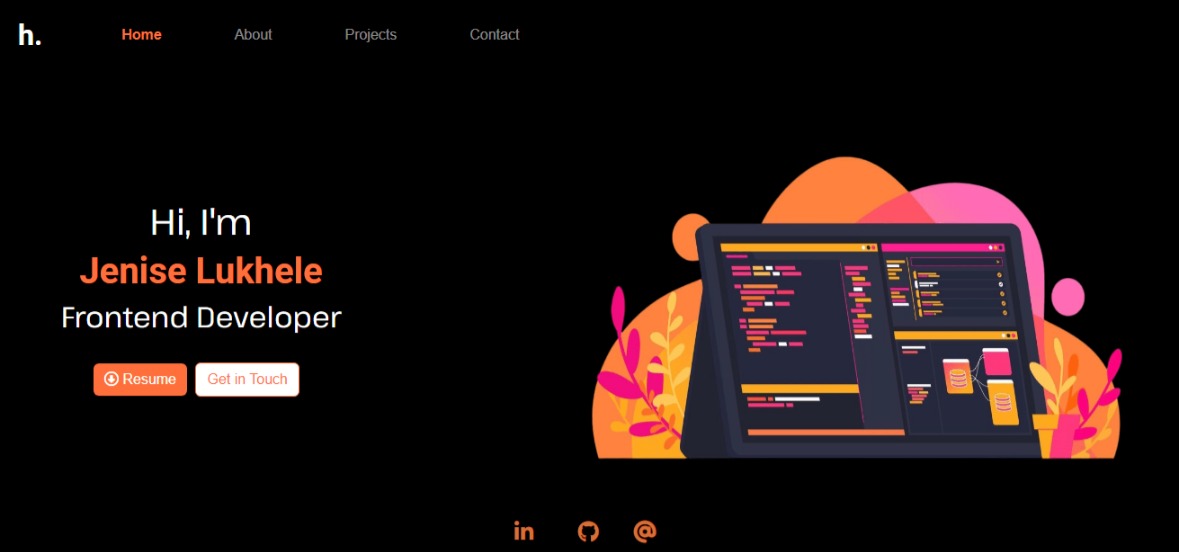 h.
Home
About
Projects
Contact
Hi, I'm
Jenise Lukhele
Frontend Developer
Resume
Get in Touch
in
@